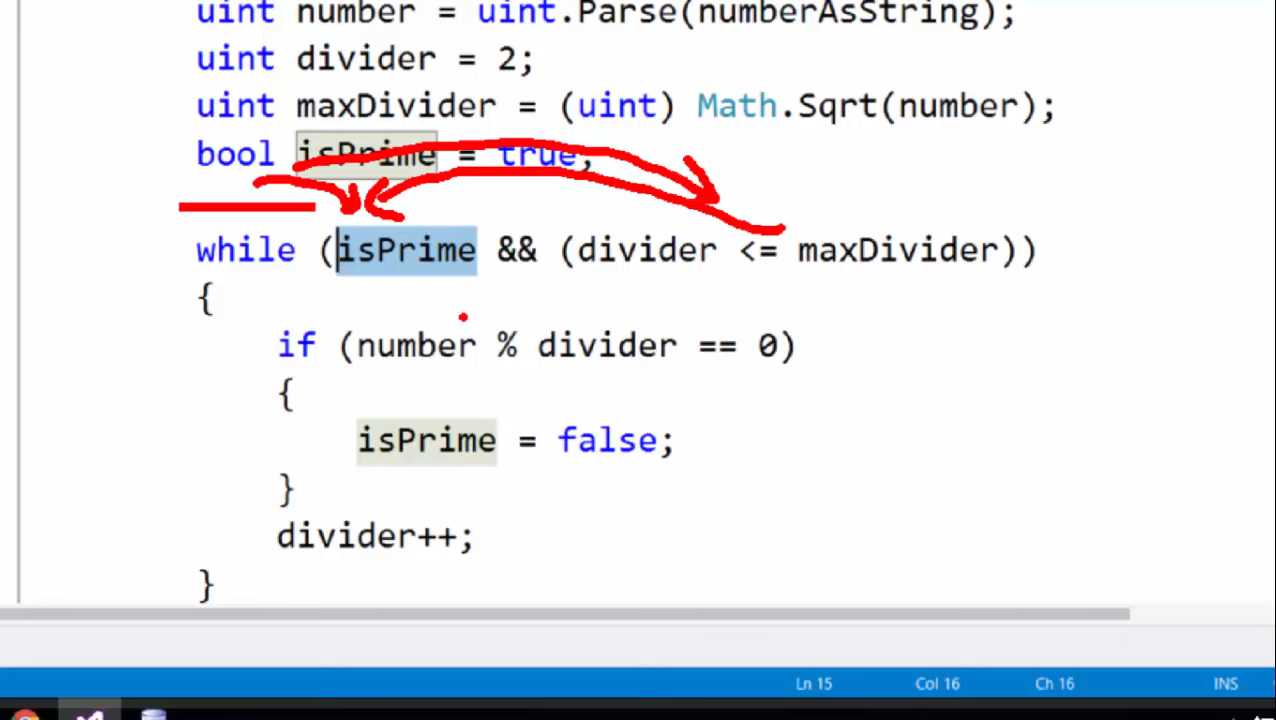 uint number = uint.Parse(numberAsString);
uint divider = 2;
uint maxDivider = (uint) Math.Sqrt(number);
bool isPrime = true;
while (isPrime && (divider <= maxDivider))
{
if (number % divider == 0)
{
isPrime = false;
}
divider++;
}
Ln 15 Col 16 Ch 16 INS